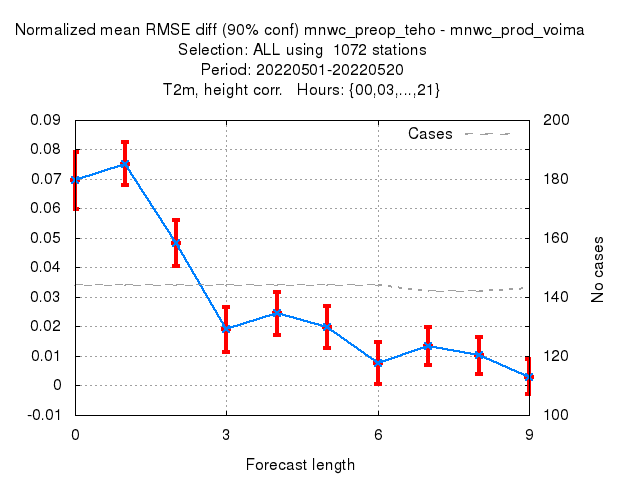 Normalized mean RMSE diff (90% conf) mnwc_preop_teho - mnwc_prod_voima
Selection: ALL using  1072 stations
Period: 20220501-20220520
T2m, height corr.   Hours: {00,03,...,21}
Cases
0.09
0.08
0.07
0.06
0.05
0.04
0.03
0.02
0.01
0
-0.01
200
180
160
140
120
100
No cases
0 3 6 9
Forecast length